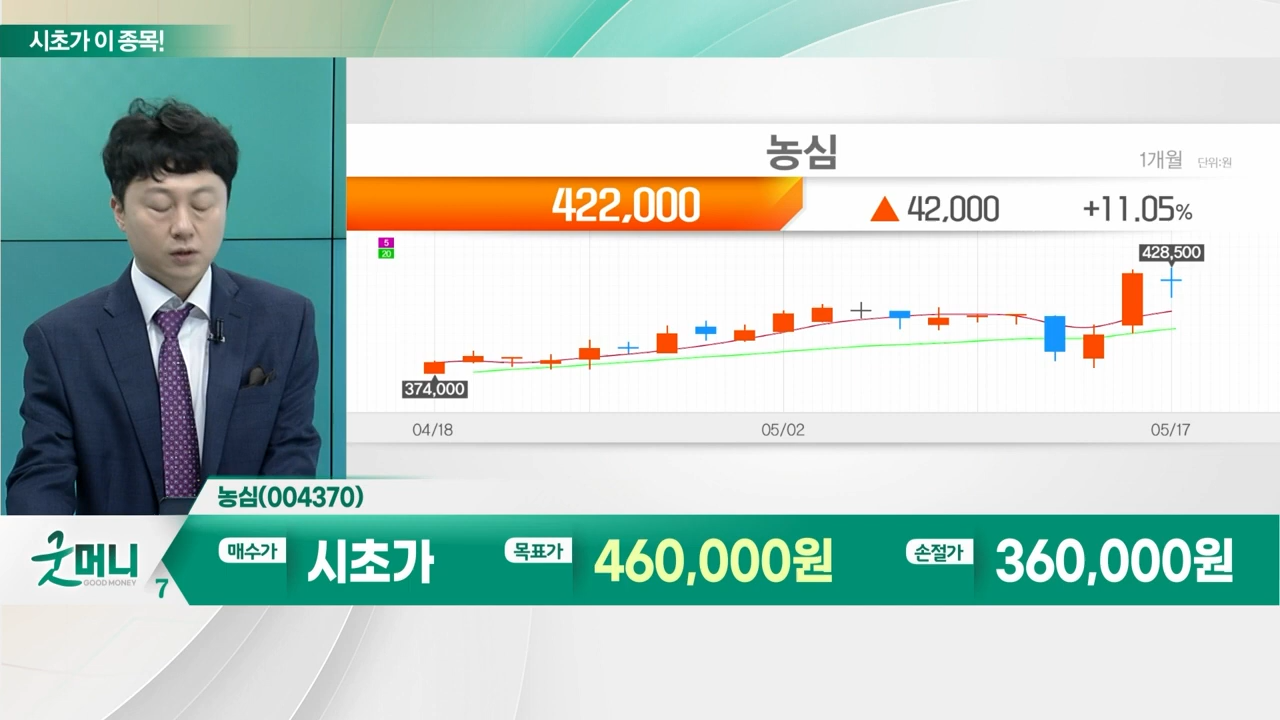 시초가 이 종목!
농심
1개월 단위:원
422,000
▲ 42,000
+11.05%
5
20
428,500
374,000
04/18
05/02
05/17
농심(004370)
매수가 시초가
목표가 460,000원
손절가 360,000원
굿머니
GOOD MONEY
7